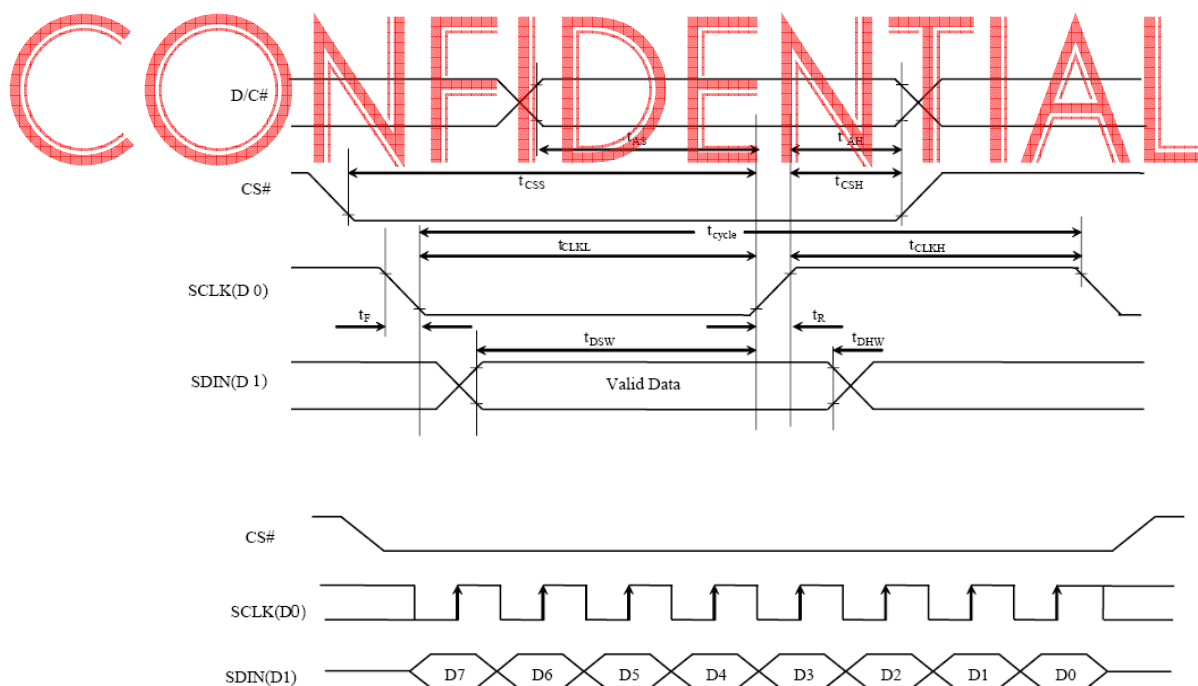 CONFIDENTIAL
D/C#
tAS
tAH
tCSS
tCSH
CS#
tcycle
tCLKL
tCLKH
SCLK(D 0)
tF
tR
tDSW
tDHW
SDIN(D 1)
Valid Data
CS#
SCLK(D0)
SDIN(D1)
D7 D6 D5 D4 D3 D2 D1 D0